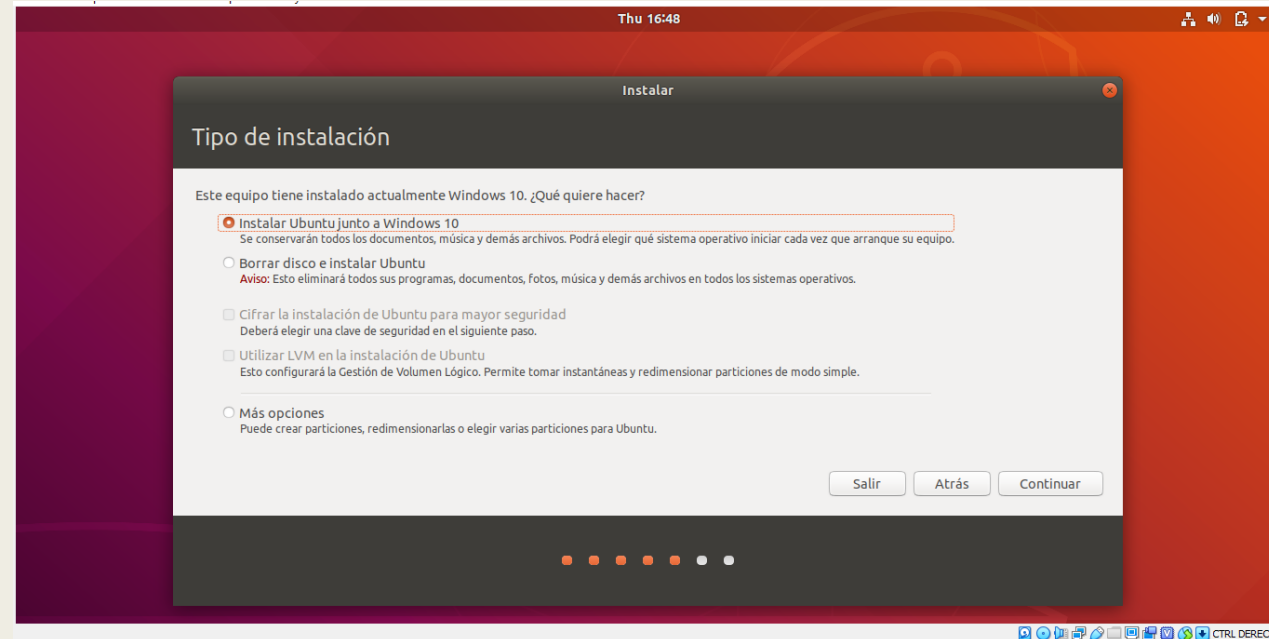 Thu 16:48
Instalar
Tipo de instalación
Este equipo tiene instalado actualmente Windows 10. ¿Qué quiere hacer?
Instalar Ubuntu junto a Windows 10
Se conservarán todos los documentos, música y demás archivos. Podrá elegir qué sistema operativo iniciar cada vez que arranque su equipo.
Borrar disco e instalar Ubuntu
Aviso: Esto eliminará todos sus programas, documentos, fotos, música y demás archivos en todos los sistemas operativos.
Cifrar la instalación de Ubuntu para mayor seguridad
Deberá elegir una clave de seguridad en el siguiente paso.
Utilizar LVM en la instalación de Ubuntu
Esto configurará la Gestión de Volumen Lógico. Permite tomar instantáneas y redimensionar particiones de modo simple.
Más opciones
Puede crear particiones, redimensionarlas o elegir varias particiones para Ubuntu.
Salir Atrás Continuar
CTRL DEREC